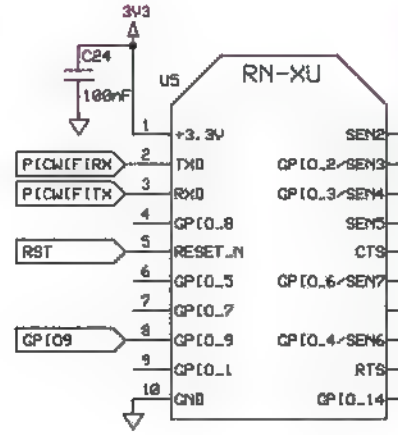 3V3
C24
100nF
U5
RN-XU
1 +3.3V SEN2
PICWIFIRX 2 TXD GPIO_2/SEN3
PICWIFITX 3 RXD GPIO_3/SEN4
4 GPIO_8 SEN5
RST 5 RESET_N CTS
6 GPIO_5 GPIO_6/SEN7
7 GPIO_7
GPIO9 8 GPIO_9 GPIO_4/SEN6
9 GPIO_1 RTS
10 GND GPIO_14